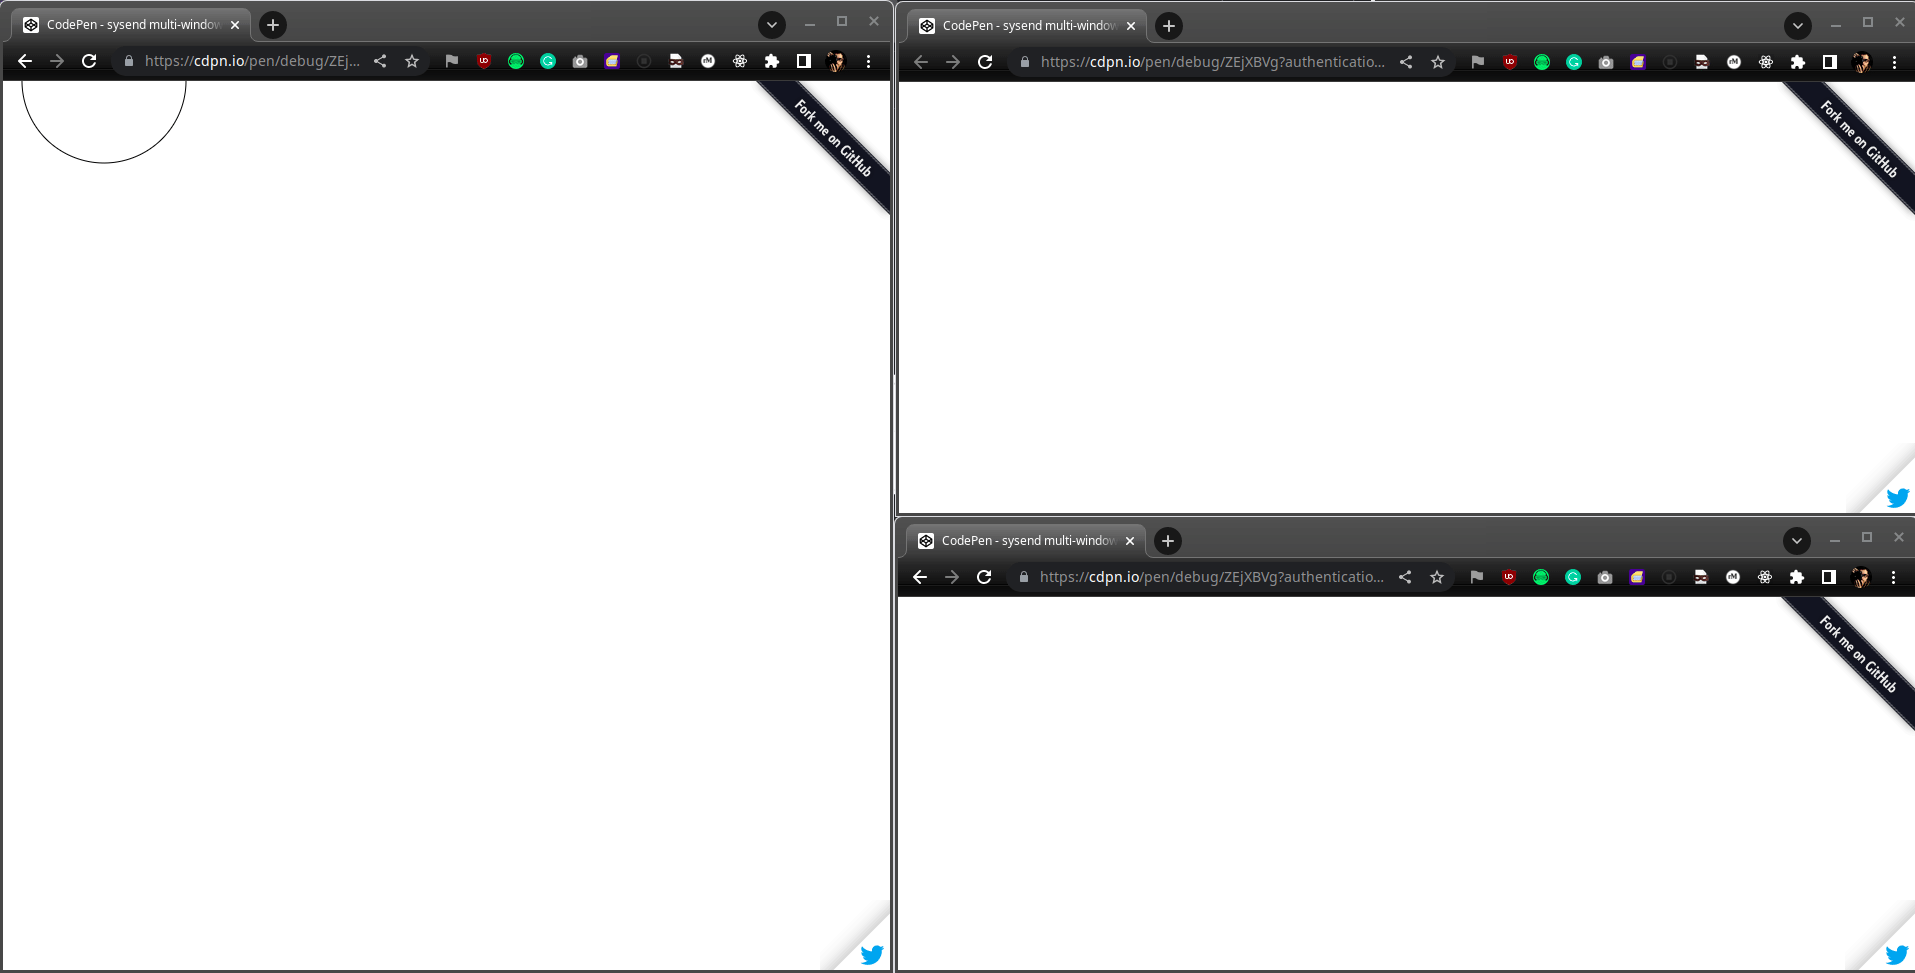 CodePen - sysend multi-window
https://cdpn.io/pen/debug/ZEj...
Fork me on GitHub
CodePen - sysend multi-window
https://cdpn.io/pen/debug/ZEjXBVg?authenticatio...
Fork me on GitHub
CodePen - sysend multi-window
https://cdpn.io/pen/debug/ZEjXBVg?authenticatio...
Fork me on GitHub